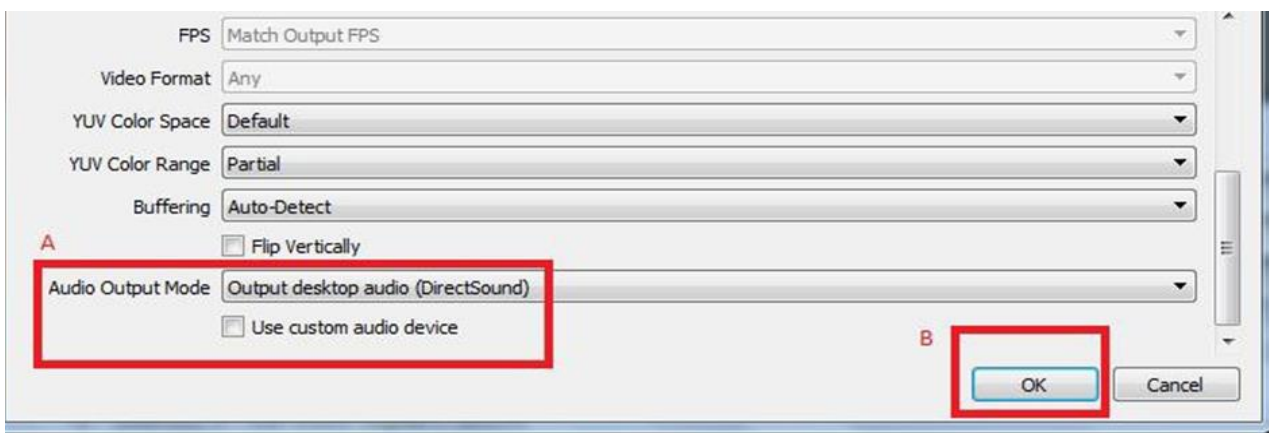 FPS Match Output FPS
Video Format Any
YUV Color Space Default
YUV Color Range Partial
Buffering Auto-Detect
A
Flip Vertically
Audio Output Mode Output desktop audio (DirectSound)
Use custom audio device
B
OK Cancel